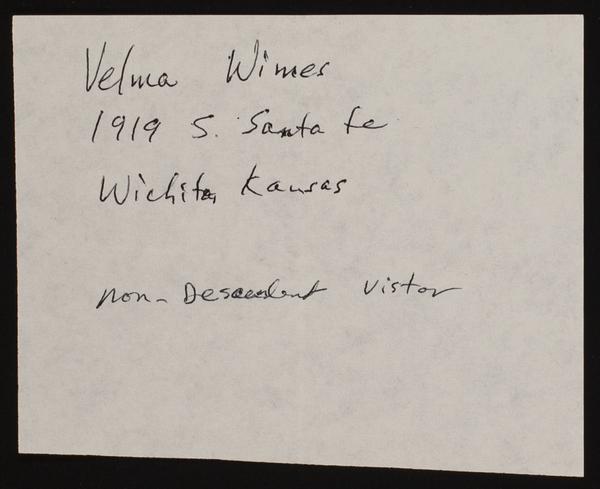 Velma Wimes
1919 S. Santa Fe
Wichita, Kansas
non-Descendent Vistor